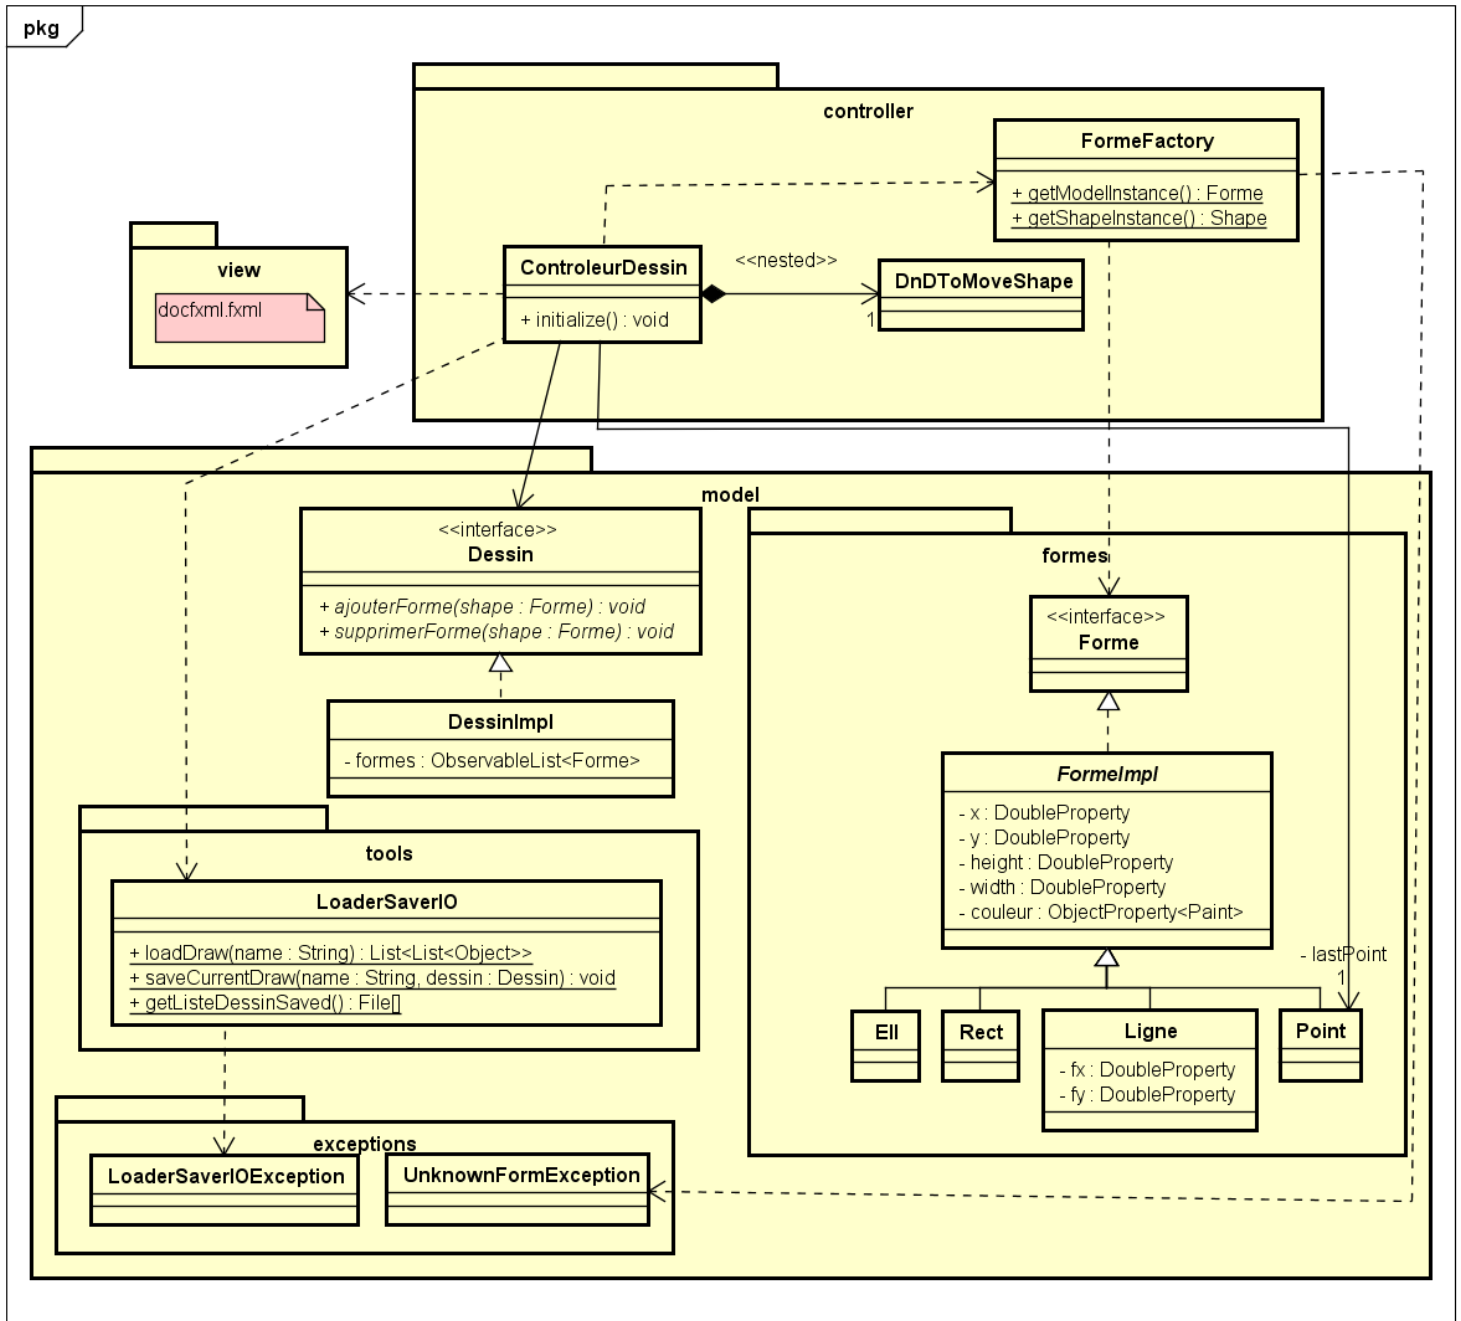 pkg
controller
FormeFactory
+ getModelInstance() : Forme
+ getShapeInstance() : Shape
view
docfxml.fxml
ControleurDessin
+ initialize() : void
<<nested>>
1
DnDToMoveShape
model
<<interface>>
Dessin
+ ajouterForme(shape : Forme) : void
+ supprimerForme(shape : Forme) : void
DessinImpl
- formes : ObservableList<Forme>
tools
LoaderSaverIO
+ loadDraw(name : String) : List<List<Object>>
+ saveCurrentDraw(name : String, dessin : Dessin) : void
+ getListeDessinSaved() : File[]
exceptions
LoaderSaverIOException
UnknownFormException
formes
<<interface>>
Forme
FormeImpl
- x : DoubleProperty
- y : DoubleProperty
- height : DoubleProperty
- width : DoubleProperty
- couleur : ObjectProperty<Paint>
- lastPoint
1
Ell
Rect
Ligne
- fx : DoubleProperty
- fy : DoubleProperty
Point